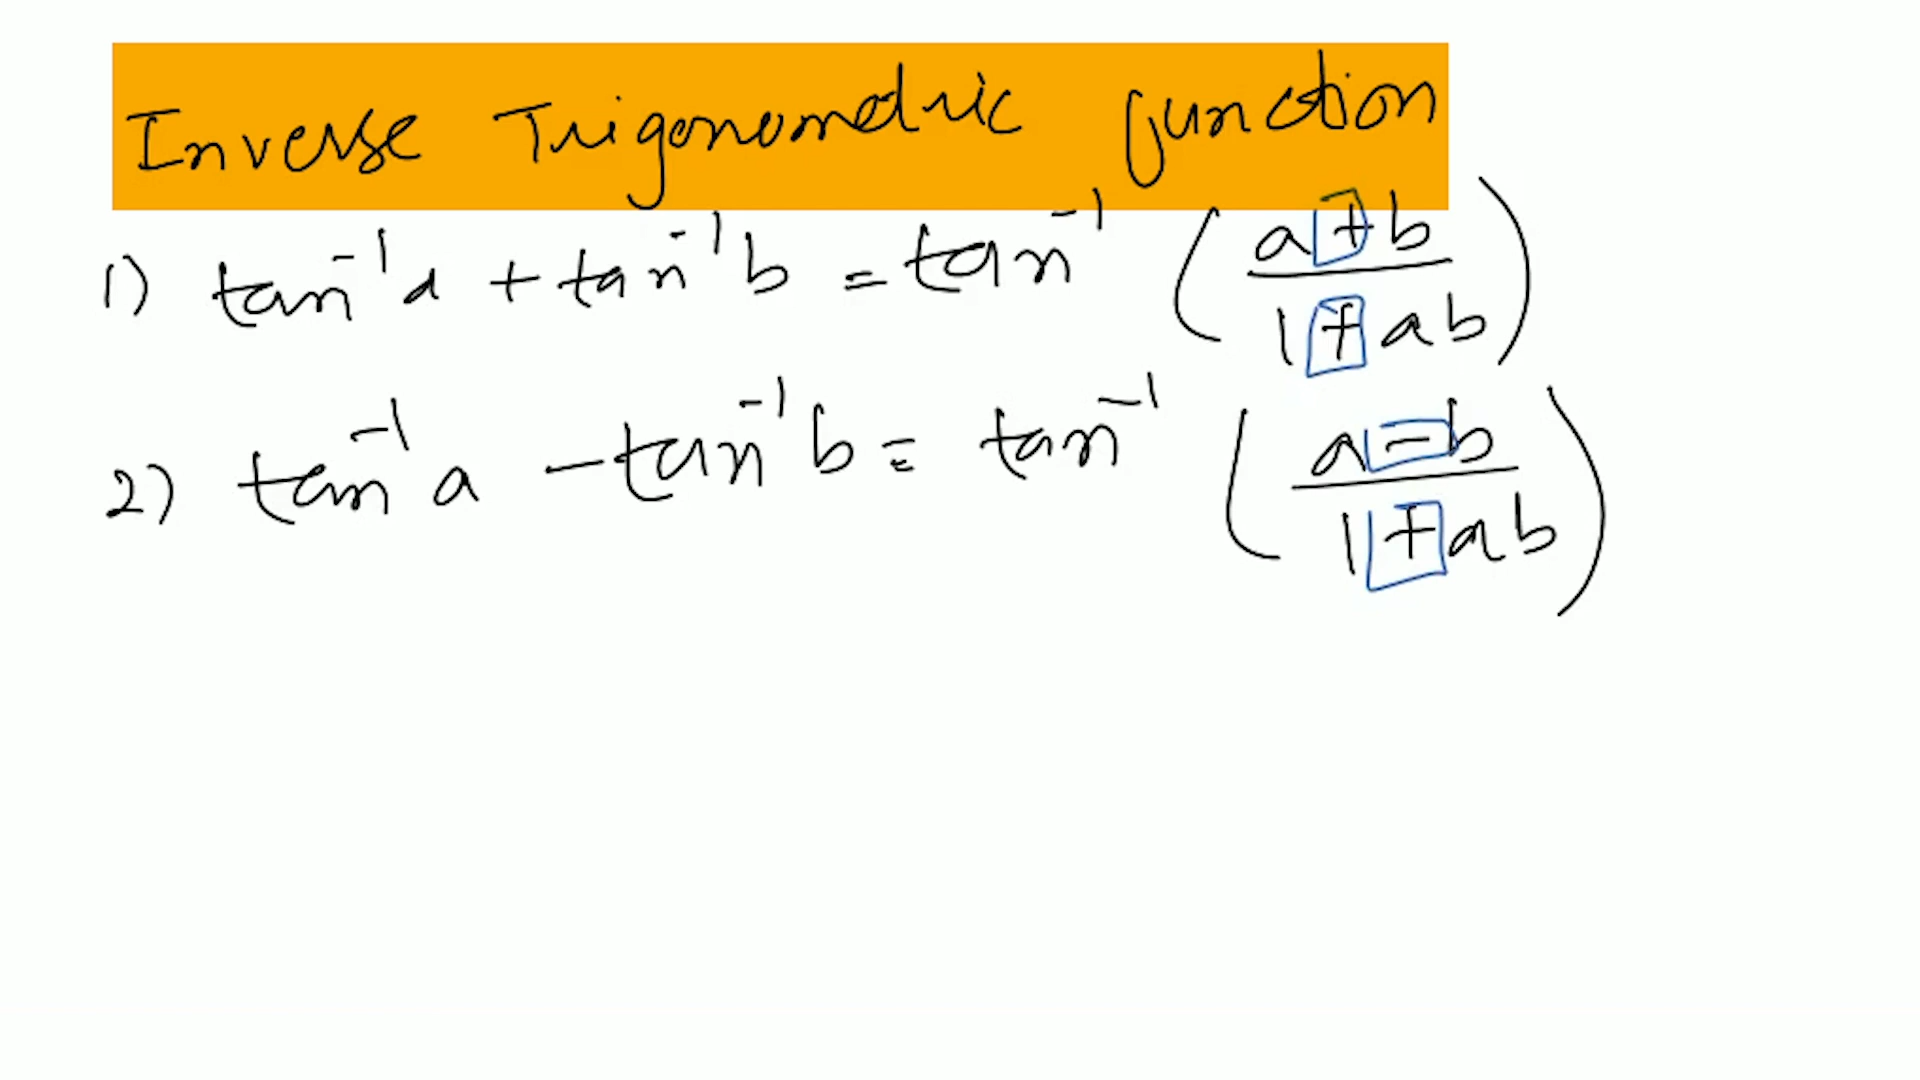 Inverse Trigonometric function
1) tan⁻¹a + tan⁻¹b = tan⁻¹ (a+b / 1+ab)
2) tan⁻¹a - tan⁻¹b = tan⁻¹ (a-b / 1+ab)